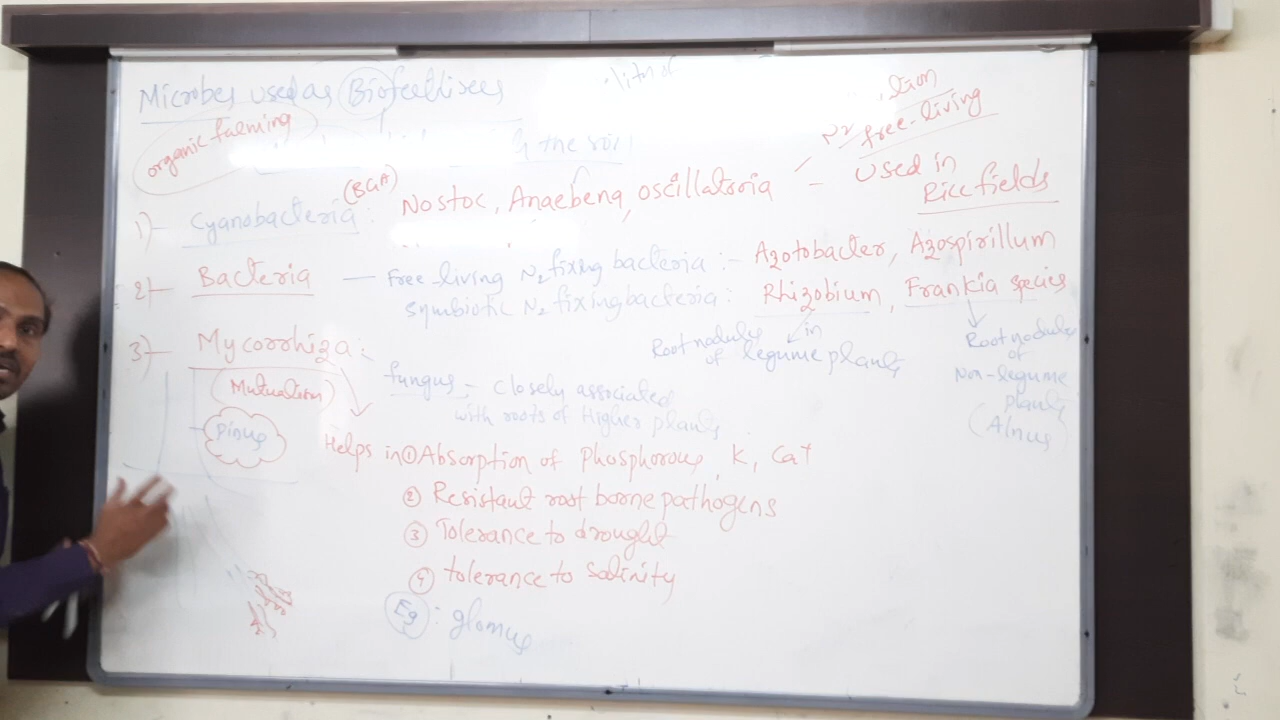 Microbes used as Biofertilisers
organic farming
the soil
N2 free-living
1) Cyanobacteria: (BGA) Nostoc, Anaebena, oscillatoria - used in
Rice fields
2) Bacteria - Free-living N2 fixing bacteria :- Azotobacter, Azospirillum
symbiotic N2 fixing bacteria : Rhizobium, Frankia species
Root nodules in
of legume plants
Root nodules
of
Non-legume
plants
(Alnus)
3) Mycorrhiza:
(Mutualism)
Pinus
fungus - closely associated
with roots of Higher plants
Helps in ① Absorption of phosphorous, K, Ca+
② Resistant root borne pathogens
③ Tolerance to drought
④ tolerance to salinity
Eg : glomus